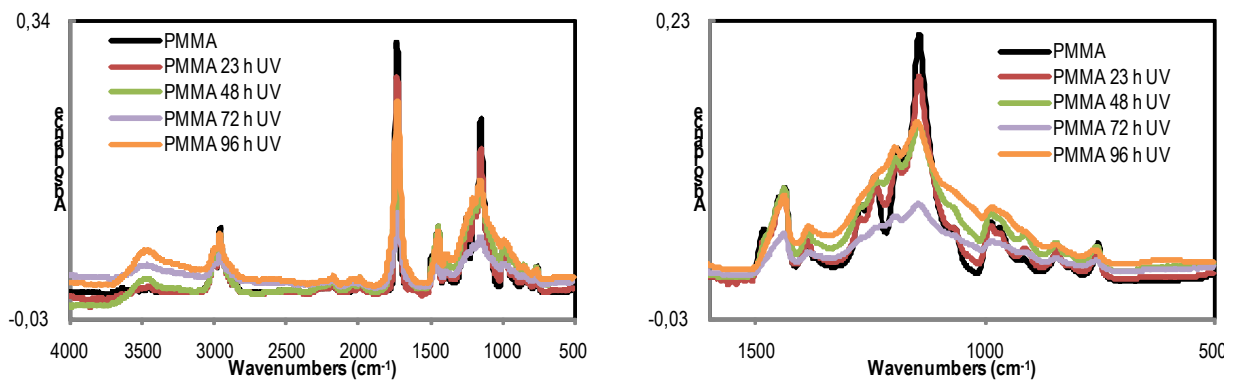 0,34
PMMA
PMMA 23 h UV
PMMA 48 h UV
PMMA 72 h UV
PMMA 96 h UV
Absorbance
-0,03
4000 3500 3000 2500 2000 1500 1000 500
Wavenumbers (cm-1)
0,23
PMMA
PMMA 23 h UV
PMMA 48 h UV
PMMA 72 h UV
PMMA 96 h UV
Absorbance
-0,03
1500 1000 500
Wavenumbers (cm-1)